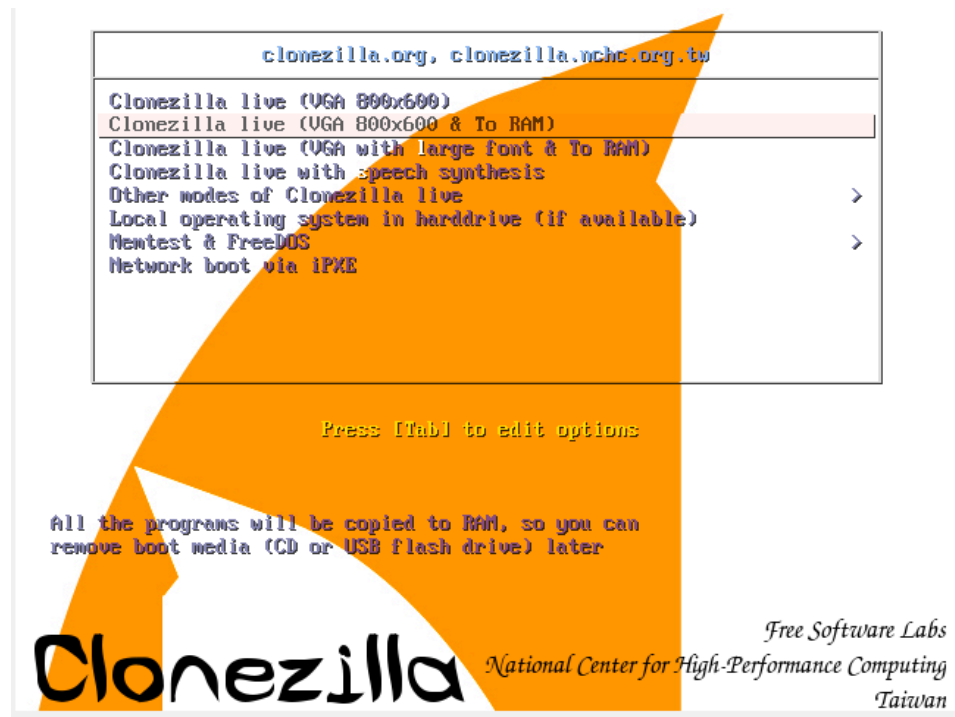 clonezilla.org, clonezilla.nchc.org.tw
Clonezilla live (VGA 800x600)
Clonezilla live (VGA 800x600 & To RAM)
Clonezilla live (VGA with large font & To RAM)
Clonezilla live with speech synthesis
Other modes of Clonezilla live >
Local operating system in harddrive (if available)
Memtest & FreeDOS >
Network boot via iPXE
Press [Tab] to edit options
All the programs will be copied to RAM, so you can
remove boot media (CD or USB flash drive) later
Free Software Labs
Clonezilla National Center for High-Performance Computing
Taiwan